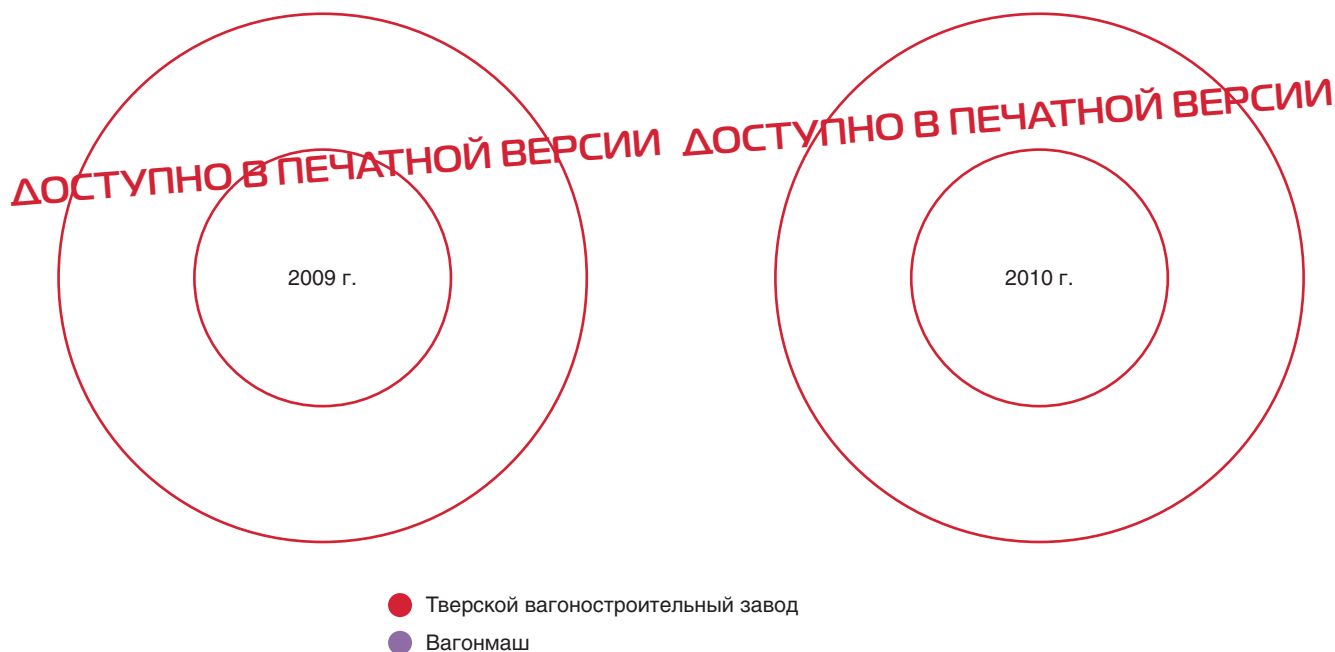 ДОСТУПНО В ПЕЧАТНОЙ ВЕРСИИ
ДОСТУПНО В ПЕЧАТНОЙ ВЕРСИИ
2009 г.
2010 г.
Тверской вагоностроительный завод
Вагонмаш